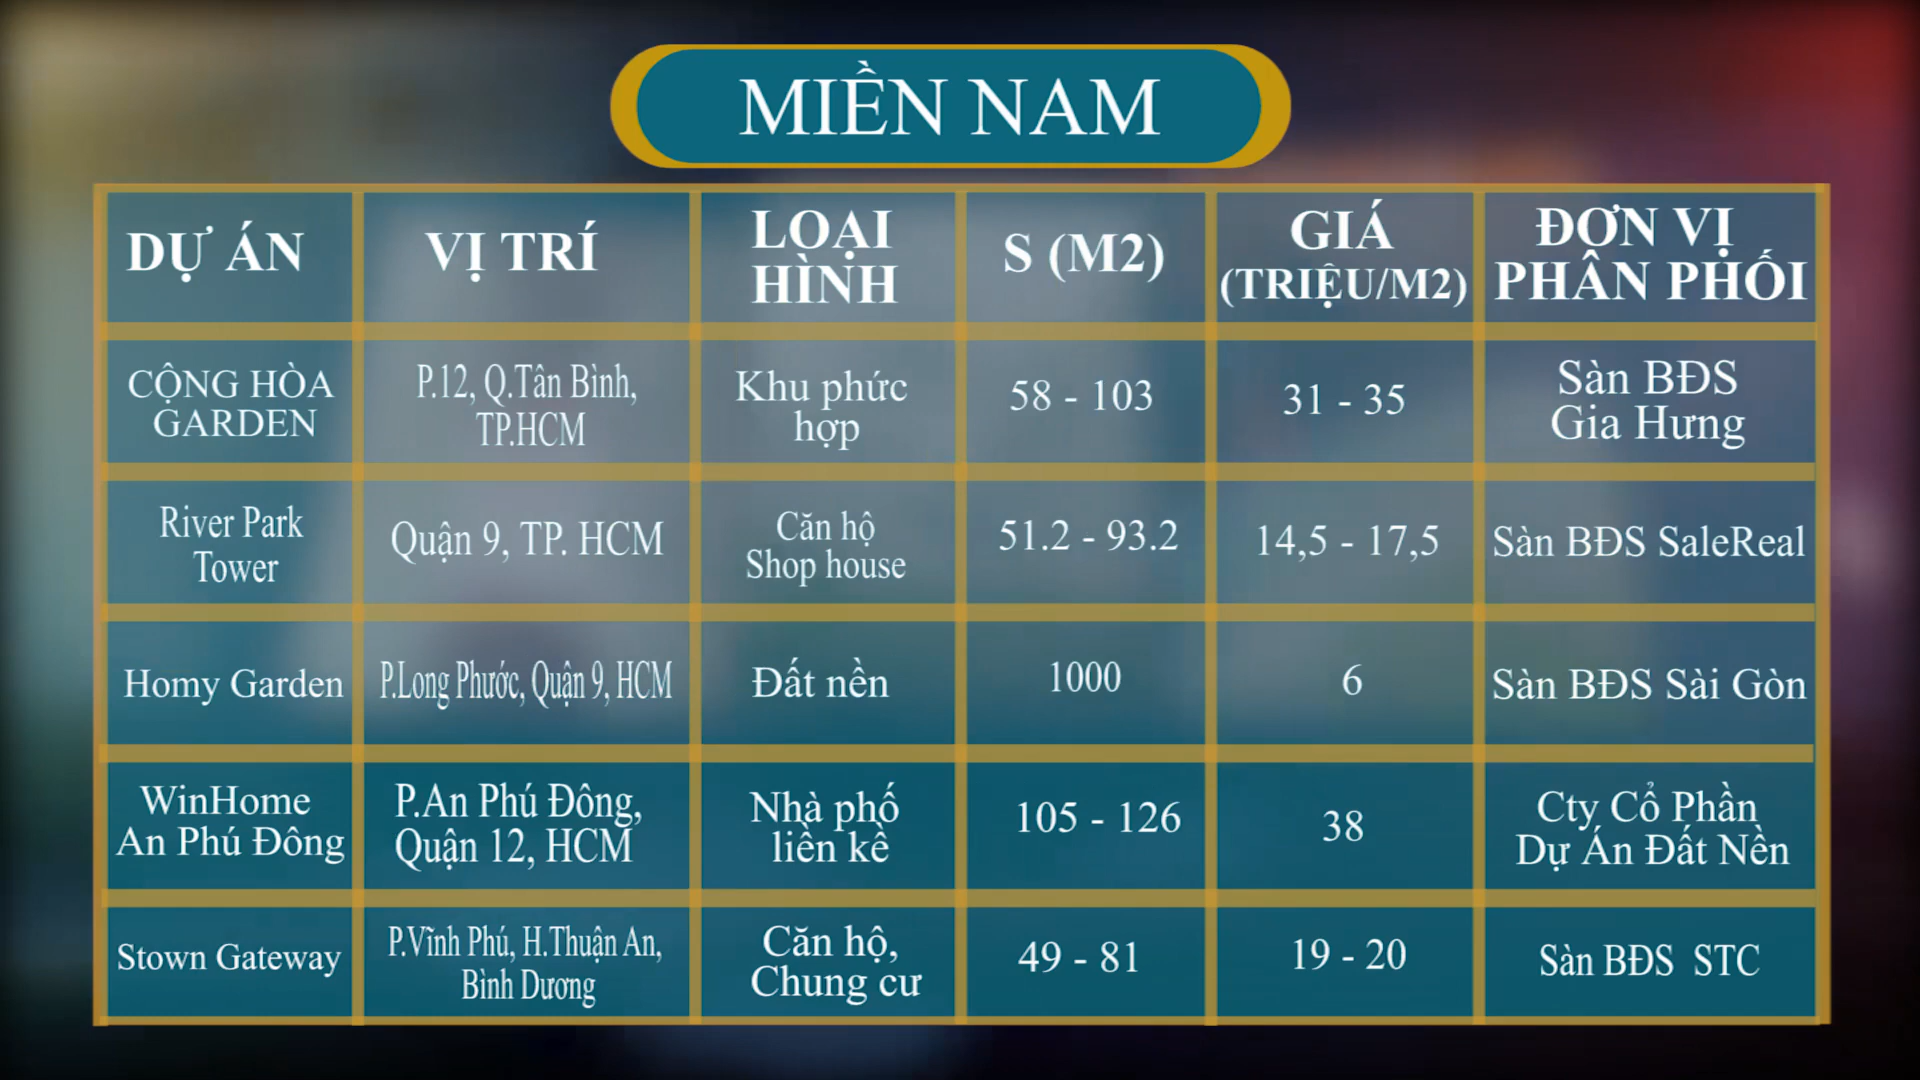 MIỀN NAM
DỰ ÁN
VỊ TRÍ
LOẠI
HÌNH
S (M2)
GIÁ
(TRIỆU/M2)
ĐƠN VỊ
PHÂN PHỐI
CỘNG HÒA
GARDEN
P.12, Q.Tân Bình,
TP.HCM
Khu phức
hợp
58 - 103
31 - 35
Sàn BĐS
Gia Hưng
River Park
Tower
Quận 9, TP. HCM
Căn hộ
Shop house
51.2 - 93.2
14,5 - 17,5
Sàn BĐS SaleReal
Homy Garden
P.Long Phước, Quận 9, HCM
Đất nền
1000
6
Sàn BĐS Sài Gòn
WinHome
An Phú Đông
P.An Phú Đông,
Quận 12, HCM
Nhà phố
liền kề
105 - 126
38
Cty Cổ Phần
Dự Án Đất Nền
Stown Gateway
P.Vĩnh Phú, H.Thuận An,
Bình Dương
Căn hộ,
Chung cư
49 - 81
19 - 20
Sàn BĐS STC